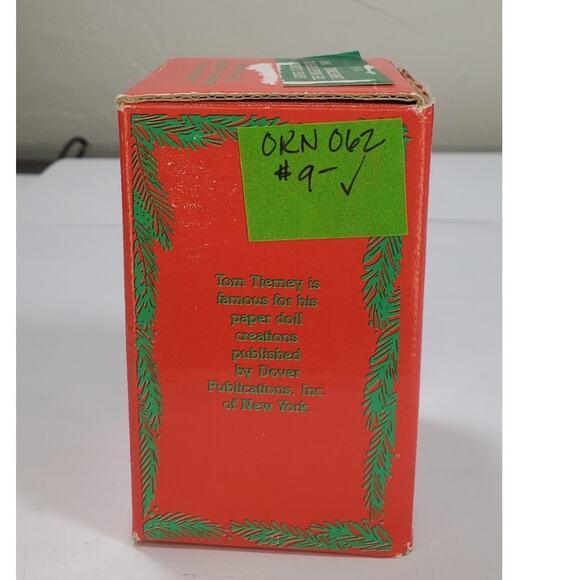 ORN 062
#9- ✓
Tom Tierney is
famous for his
paper doll
creations
published
by Dover
Publications, Inc.
of New York.